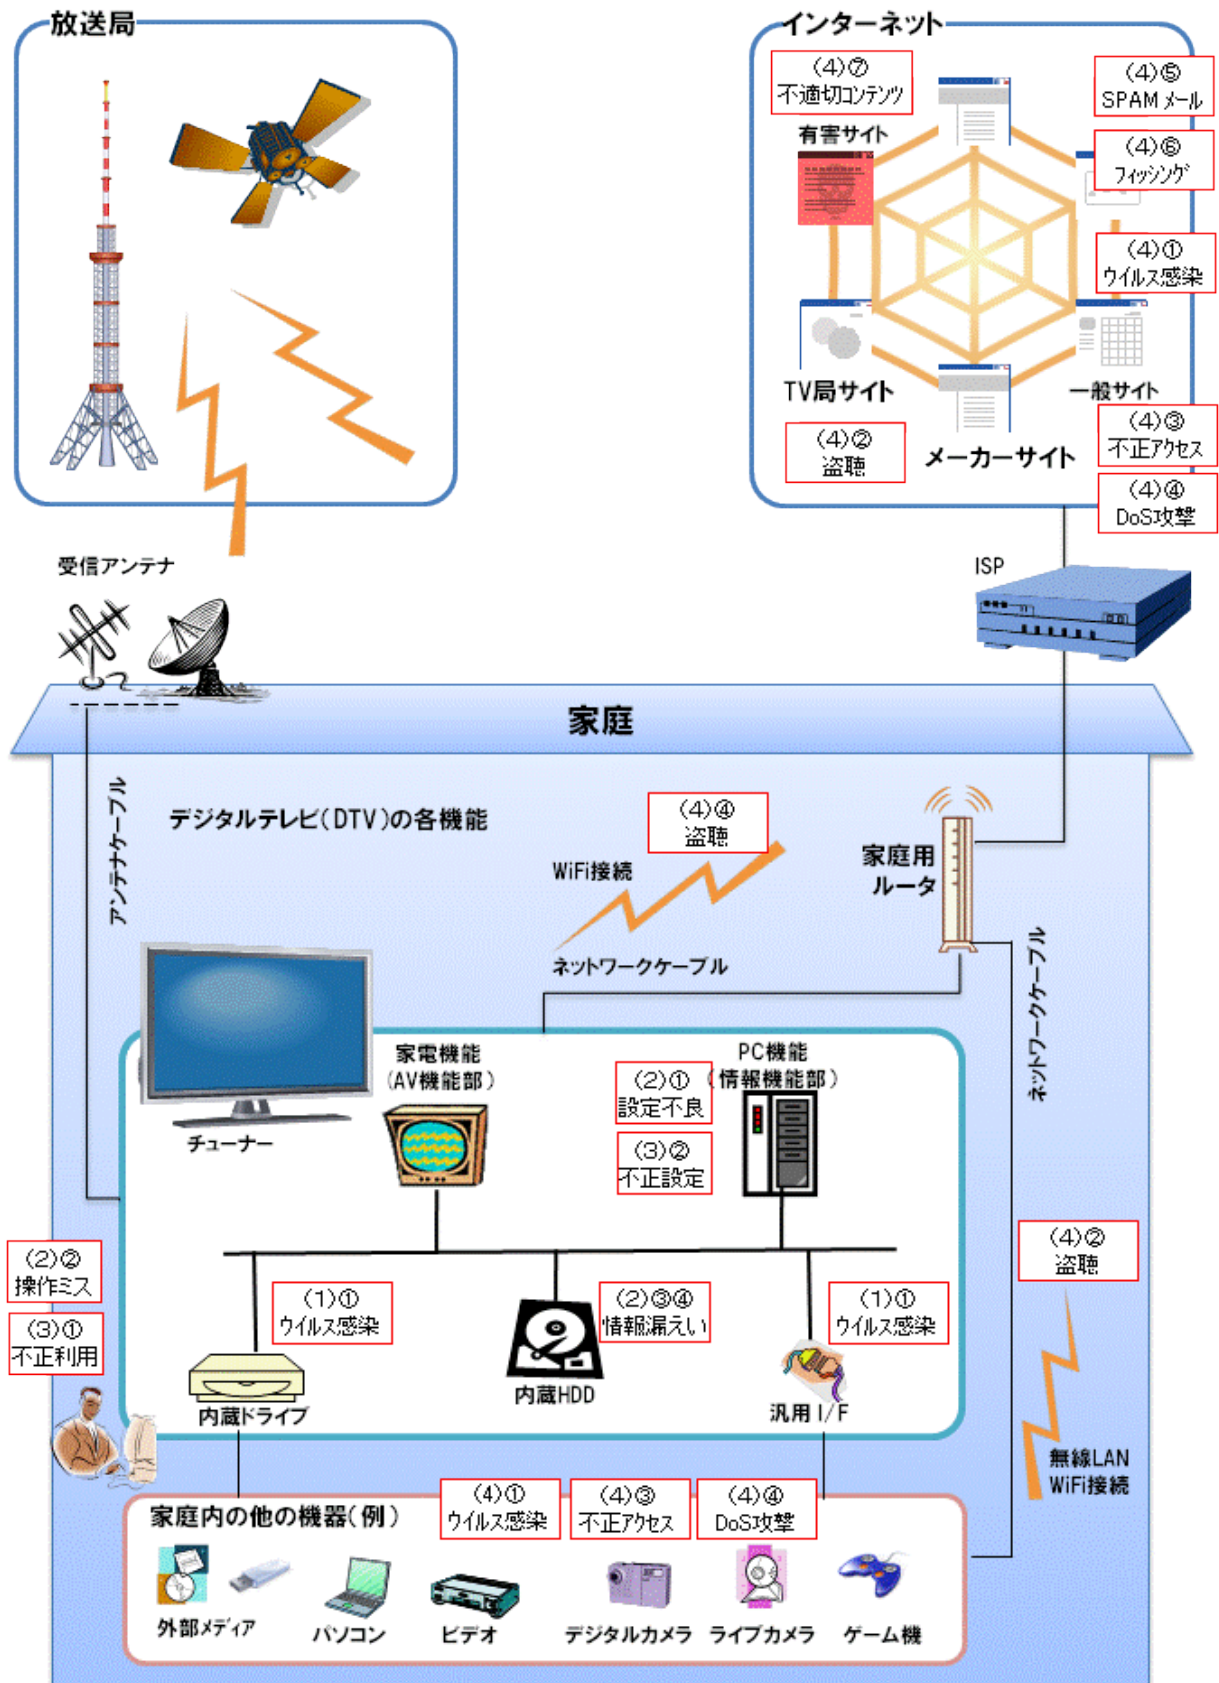 放送局
インターネット
(4)⑦
不適切コンテンツ
(4)⑤
SPAMメール
有害サイト
(4)⑥
フィッシング
(4)①
ウイルス感染
TV局サイト
一般サイト
(4)②
盗聴
メーカーサイト
(4)③
不正アクセス
(4)④
DoS攻撃
受信アンテナ
ISP
家庭
アンテナケーブル
デジタルテレビ(DTV)の各機能
(4)④
盗聴
WiFi接続
家庭用
ルータ
ネットワークケーブル
ネットワークケーブル
チューナー
家電機能
(AV機能部)
PC機能
(情報機能部)
(2)①
設定不良
(3)②
不正設定
(4)②
盗聴
(2)②
操作ミス
(3)①
不正利用
(1)①
ウイルス感染
(2)③④
情報漏えい
(1)①
ウイルス感染
内蔵ドライブ
内蔵HDD
汎用I/F
無線LAN
WiFi接続
家庭内の他の機器(例)
(4)①
ウイルス感染
(4)③
不正アクセス
(4)④
DoS攻撃
外部メディア
パソコン
ビデオ
デジタルカメラ
ライブカメラ
ゲーム機